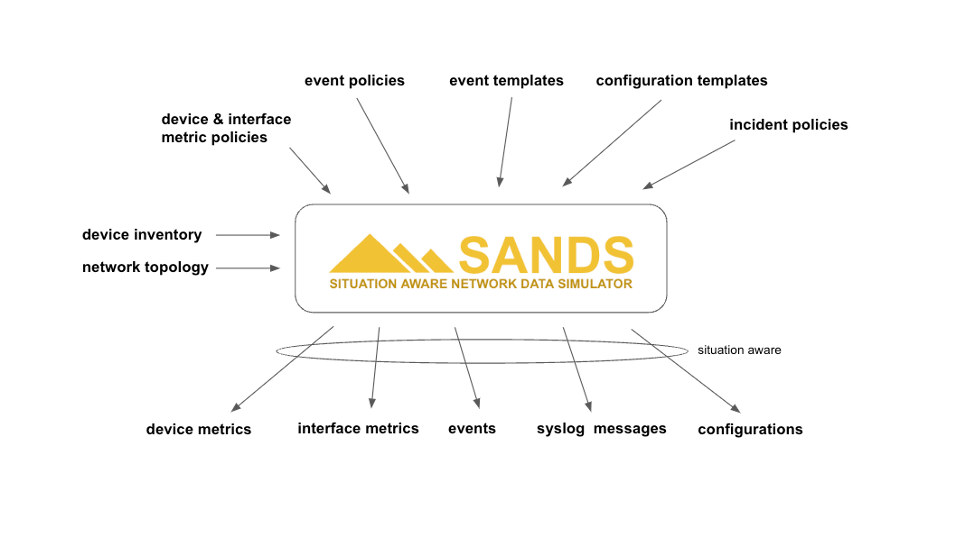 event policies
event templates
configuration templates
device & interface
metric policies
incident policies
device inventory
network topology
SANDS
SITUATION AWARE NETWORK DATA SIMULATOR
situation aware
device metrics
interface metrics
events
syslog  messages
configurations